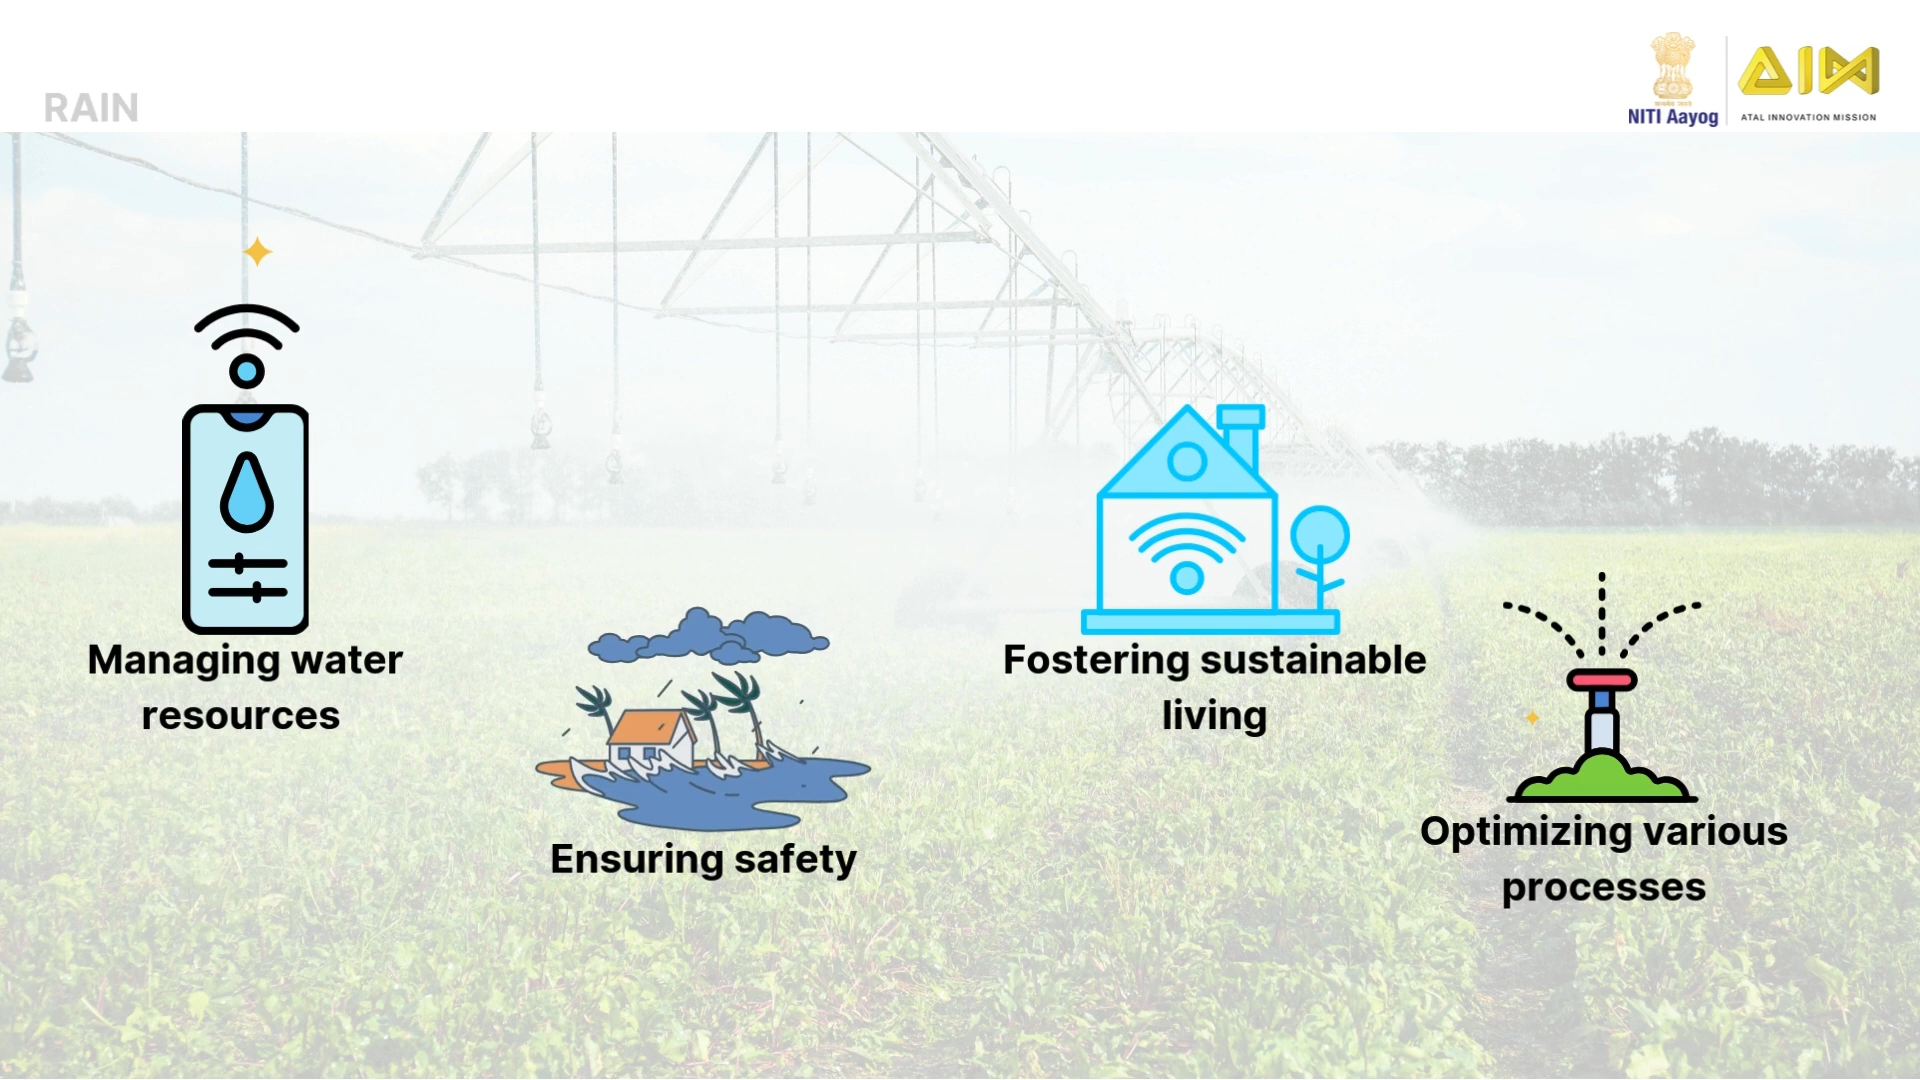 RAIN
NITI Aayog
ATAL INNOVATION MISSION
Managing water
resources
Ensuring safety
Fostering sustainable
living
Optimizing various
processes